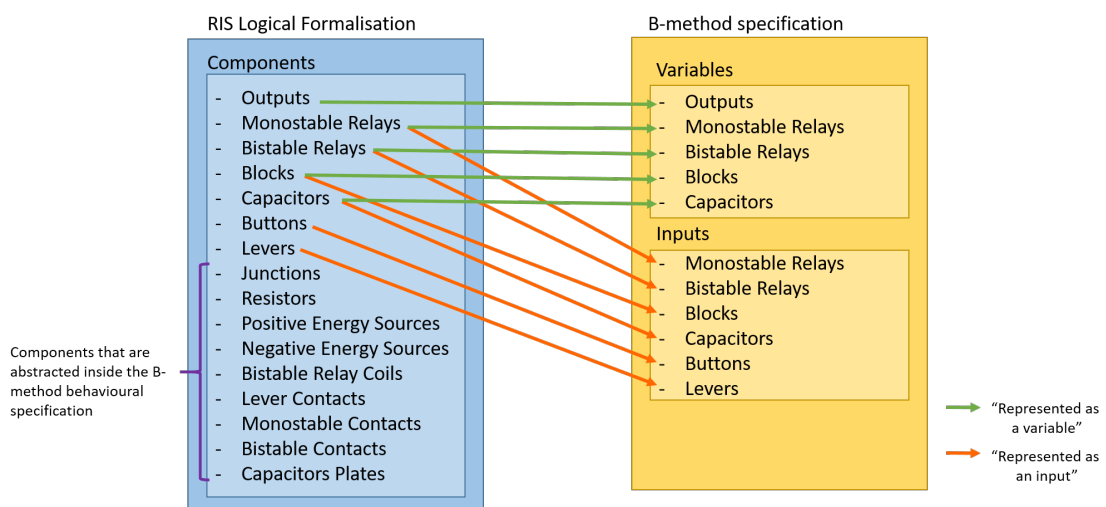 RIS Logical Formalisation
Components
- Outputs
- Monostable Relays
- Bistable Relays
- Blocks
- Capacitors
- Buttons
- Levers
- Junctions
- Resistors
- Positive Energy Sources
- Negative Energy Sources
- Bistable Relay Coils
- Lever Contacts
- Monostable Contacts
- Bistable Contacts
- Capacitors Plates
Components that are
abstracted inside the B-
method behavioural
specification
B-method specification
Variables
- Outputs
- Monostable Relays
- Bistable Relays
- Blocks
- Capacitors
Inputs
- Monostable Relays
- Bistable Relays
- Blocks
- Capacitors
- Buttons
- Levers
“Represented as
a variable”
“Represented as
an input”